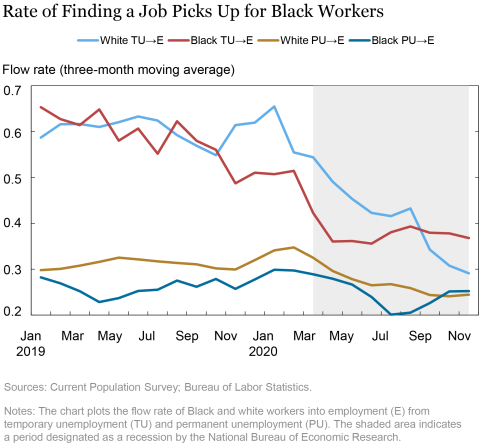 Rate of Finding a Job Picks Up for Black Workers
White TU→E Black TU→E White PU→E Black PU→E
Flow rate (three-month moving average)
0.7
0.6
0.5
0.4
0.3
0.2
Jan Mar May Jul Sep Nov Jan Mar May Jul Sep Nov
2019 2020
Sources: Current Population Survey; Bureau of Labor Statistics.
Notes: The chart plots the flow rate of Black and white workers into employment (E) from
temporary unemployment (TU) and permanent unemployment (PU). The shaded area indicates
a period designated as a recession by the National Bureau of Economic Research.